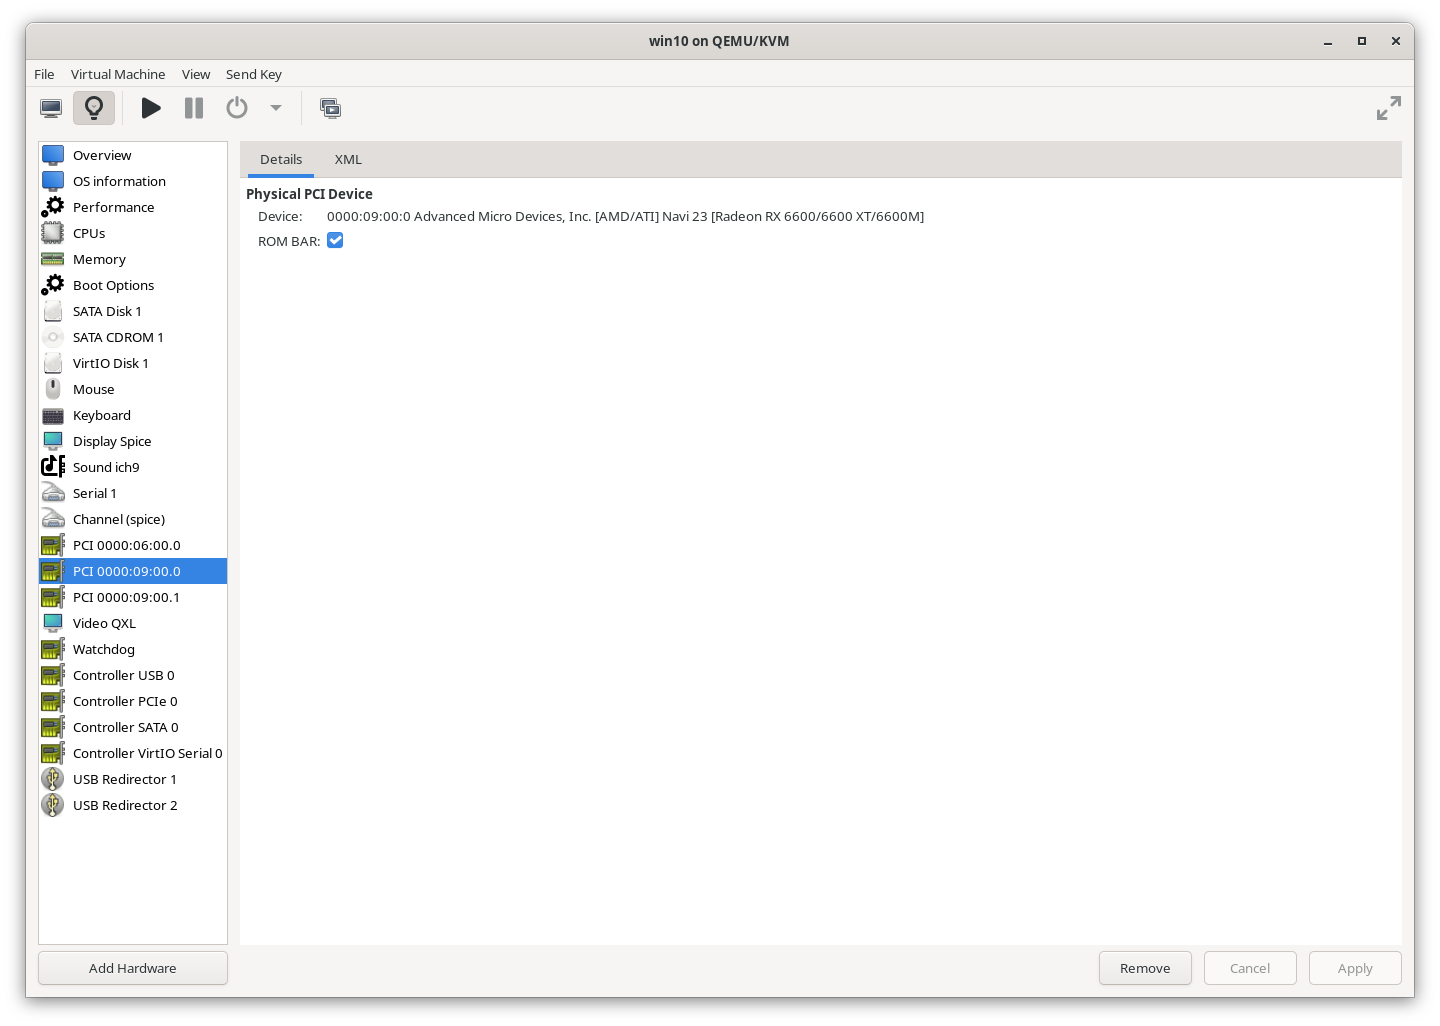 win10 on QEMU/KVM
File Virtual Machine View Send Key
Overview
OS information
Performance
CPUs
Memory
Boot Options
SATA Disk 1
SATA CDROM 1
VirtIO Disk 1
Mouse
Keyboard
Display Spice
Sound ich9
Serial 1
Channel (spice)
PCI 0000:06:00.0
PCI 0000:09:00.0
PCI 0000:09:00.1
Video QXL
Watchdog
Controller USB 0
Controller PCIe 0
Controller SATA 0
Controller VirtIO Serial 0
USB Redirector 1
USB Redirector 2
Add Hardware
Details XML
Physical PCI Device
Device: 0000:09:00:0 Advanced Micro Devices, Inc. [AMD/ATI] Navi 23 [Radeon RX 6600/6600 XT/6600M]
ROM BAR:
Remove Cancel Apply